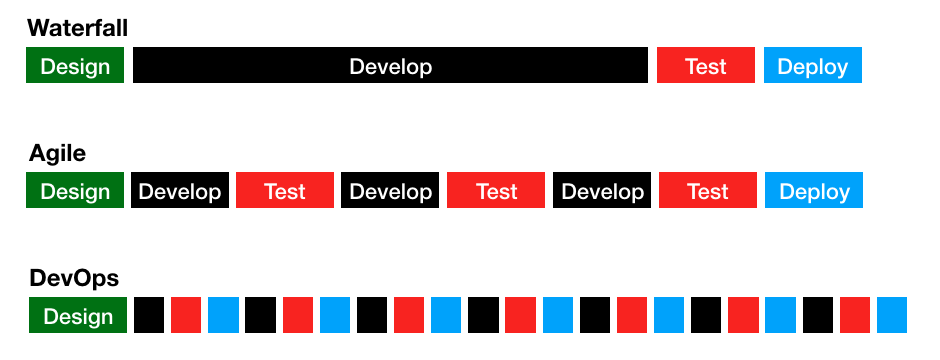 Waterfall
Design Develop Test Deploy
Agile
Design Develop Test Develop Test Develop Test Deploy
DevOps
Design